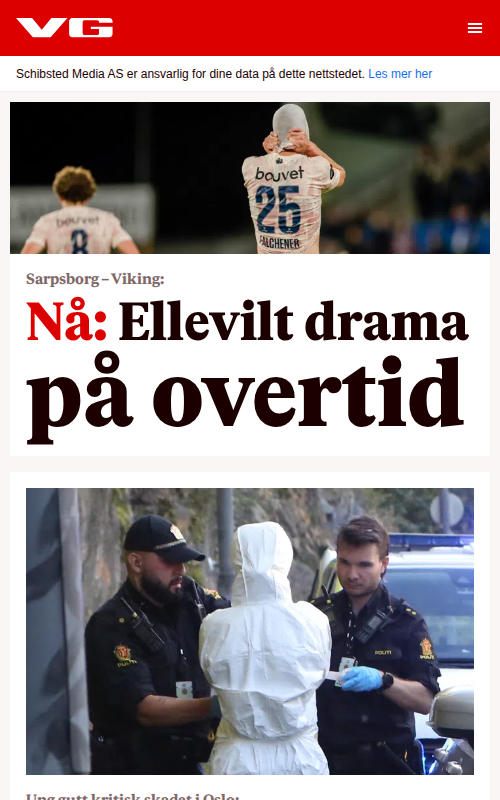 VG
Schibsted Media AS er ansvarlig for dine data på dette nettstedet. Les mer her
bouvet
25
FALCHENER
bouvet
8
Sarpsborg – Viking:
Nå: Ellevilt drama
på overtid
POLITI
POLITI
POLITI
Ung gutt kritisk skadet i Oslo: